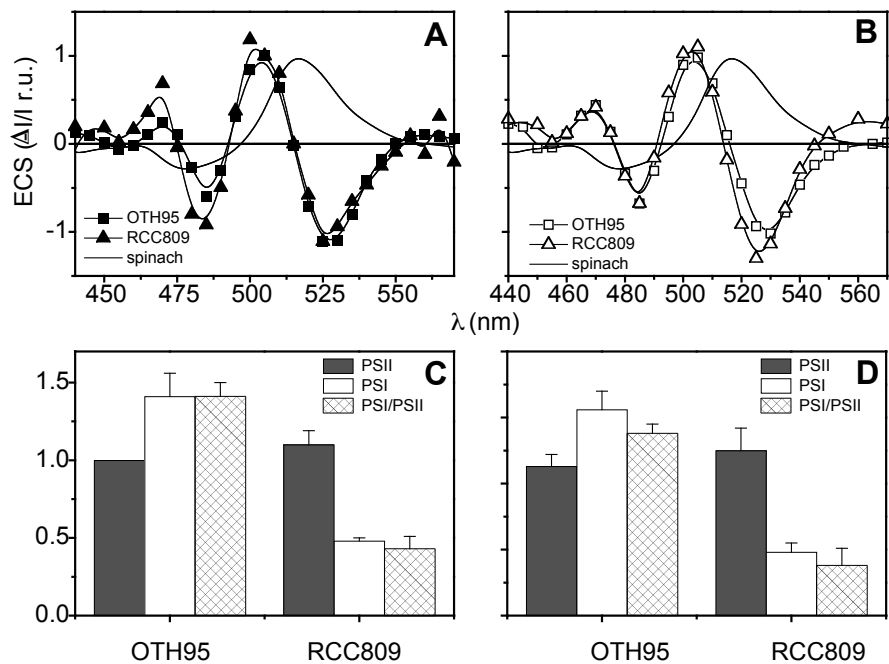 A
B
ECS (ΔI/I r.u.)
1
0
-1
OTH95
RCC809
spinach
OTH95
RCC809
spinach
450 475 500 525 550
440 460 480 500 520 540 560
λ (nm)
C
D
PSII
PSI
PSI/PSII
PSII
PSI
PSI/PSII
1.5
1.0
0.5
0.0
OTH95 RCC809
OTH95 RCC809